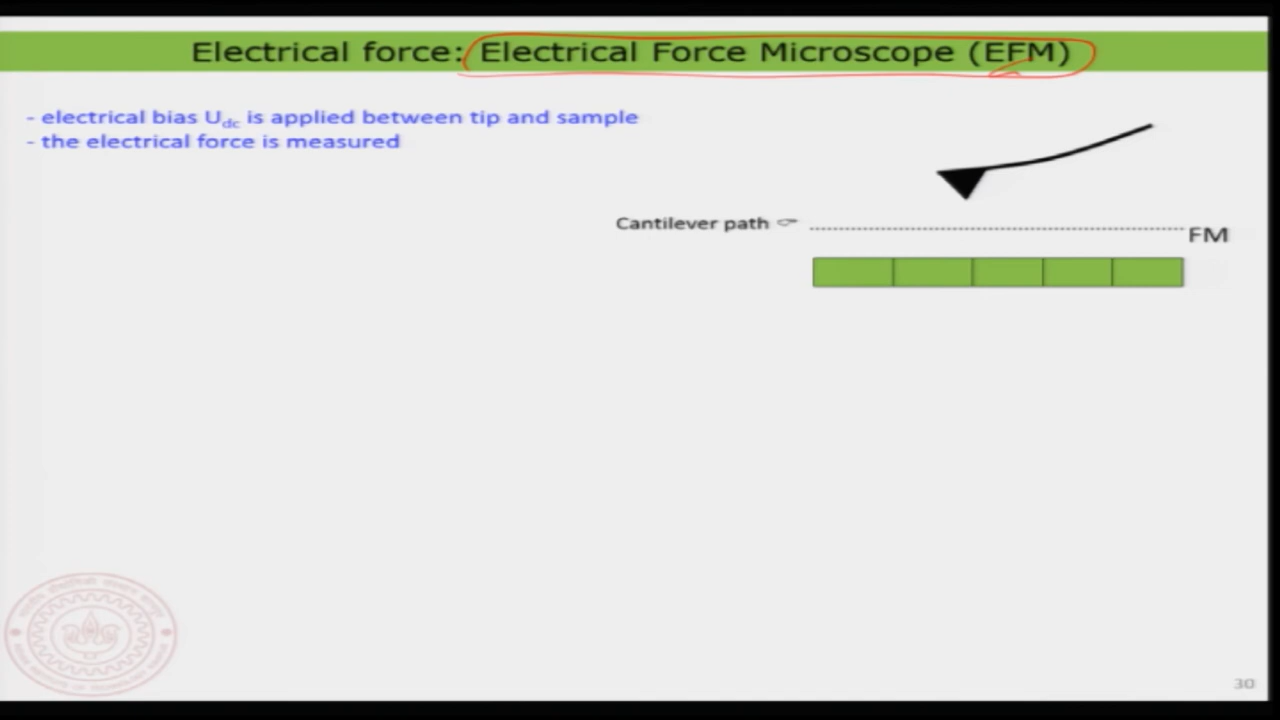 Electrical force: Electrical Force Microscope (EFM)
- electrical bias Udc is applied between tip and sample
- the electrical force is measured
Cantilever path
FM
30